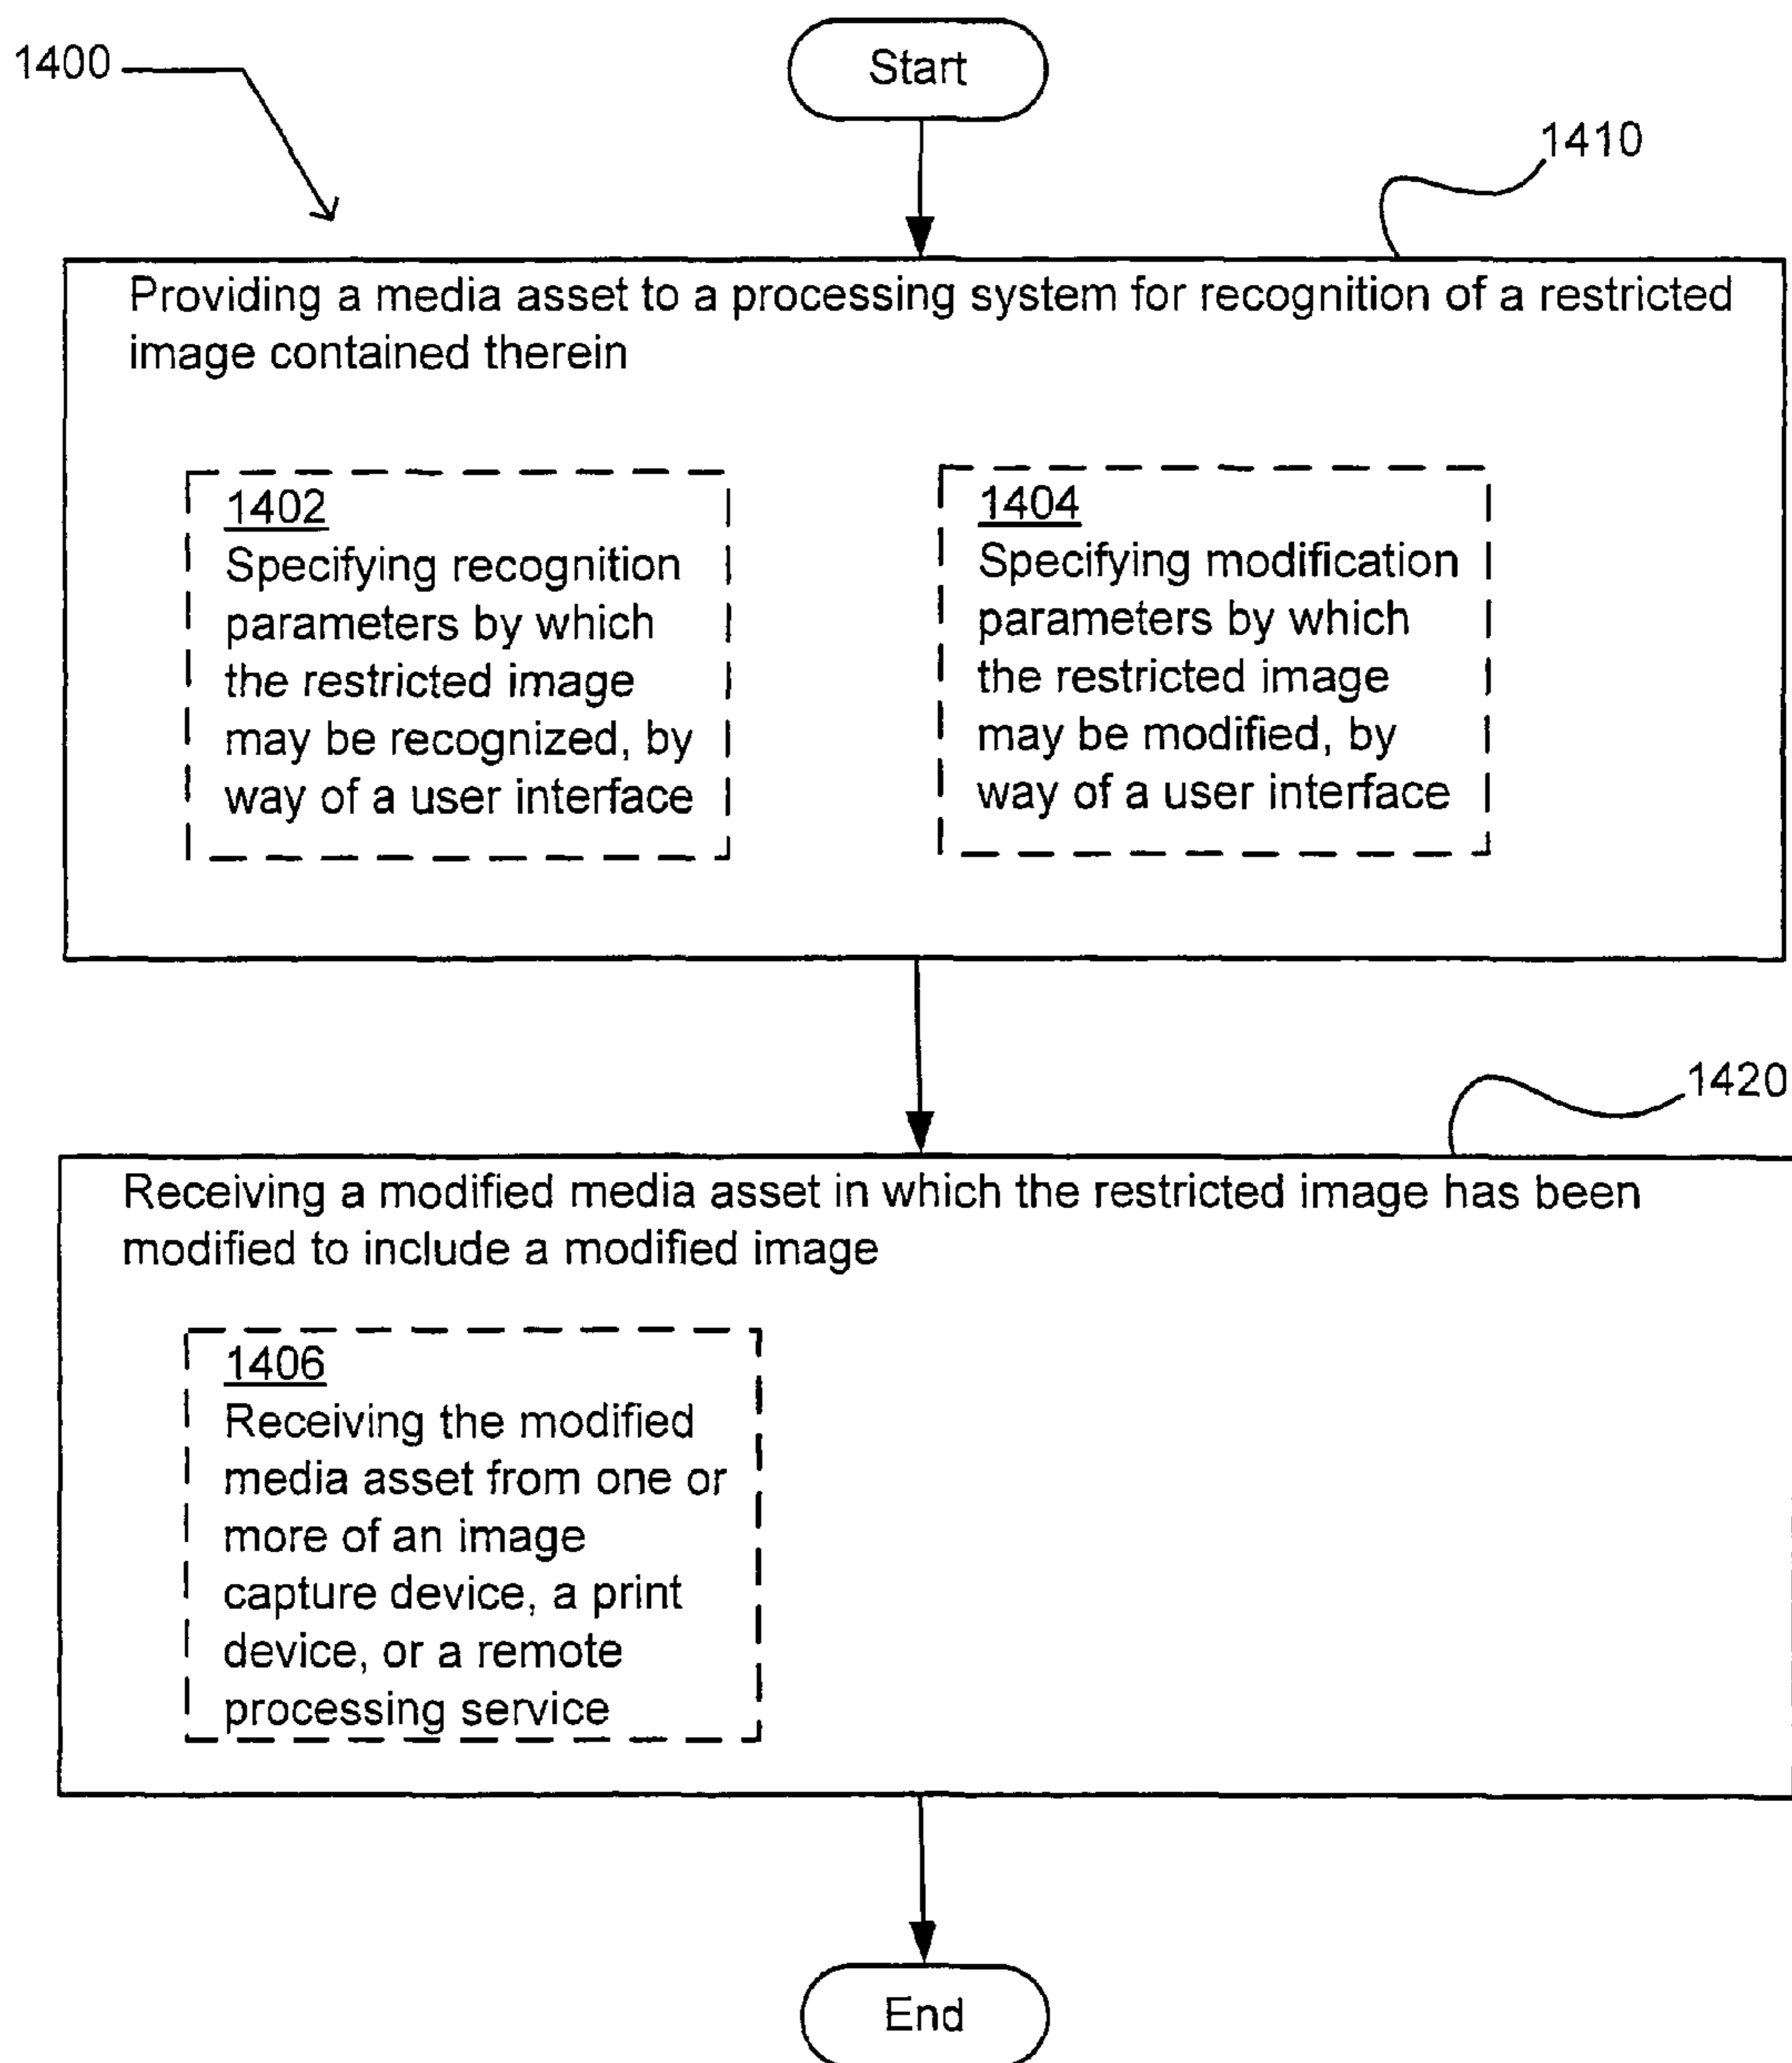 1400
Start
1410
Providing a media asset to a processing system for recognition of a restricted
image contained therein
1402
Specifying recognition
parameters by which
the restricted image
may be recognized, by
way of a user interface
1404
Specifying modification
parameters by which
the restricted image
may be modified, by
way of a user interface
1420
Receiving a modified media asset in which the restricted image has been
modified to include a modified image
1406
Receiving the modified
media asset from one or
more of an image
capture device, a print
device, or a remote
processing service
End